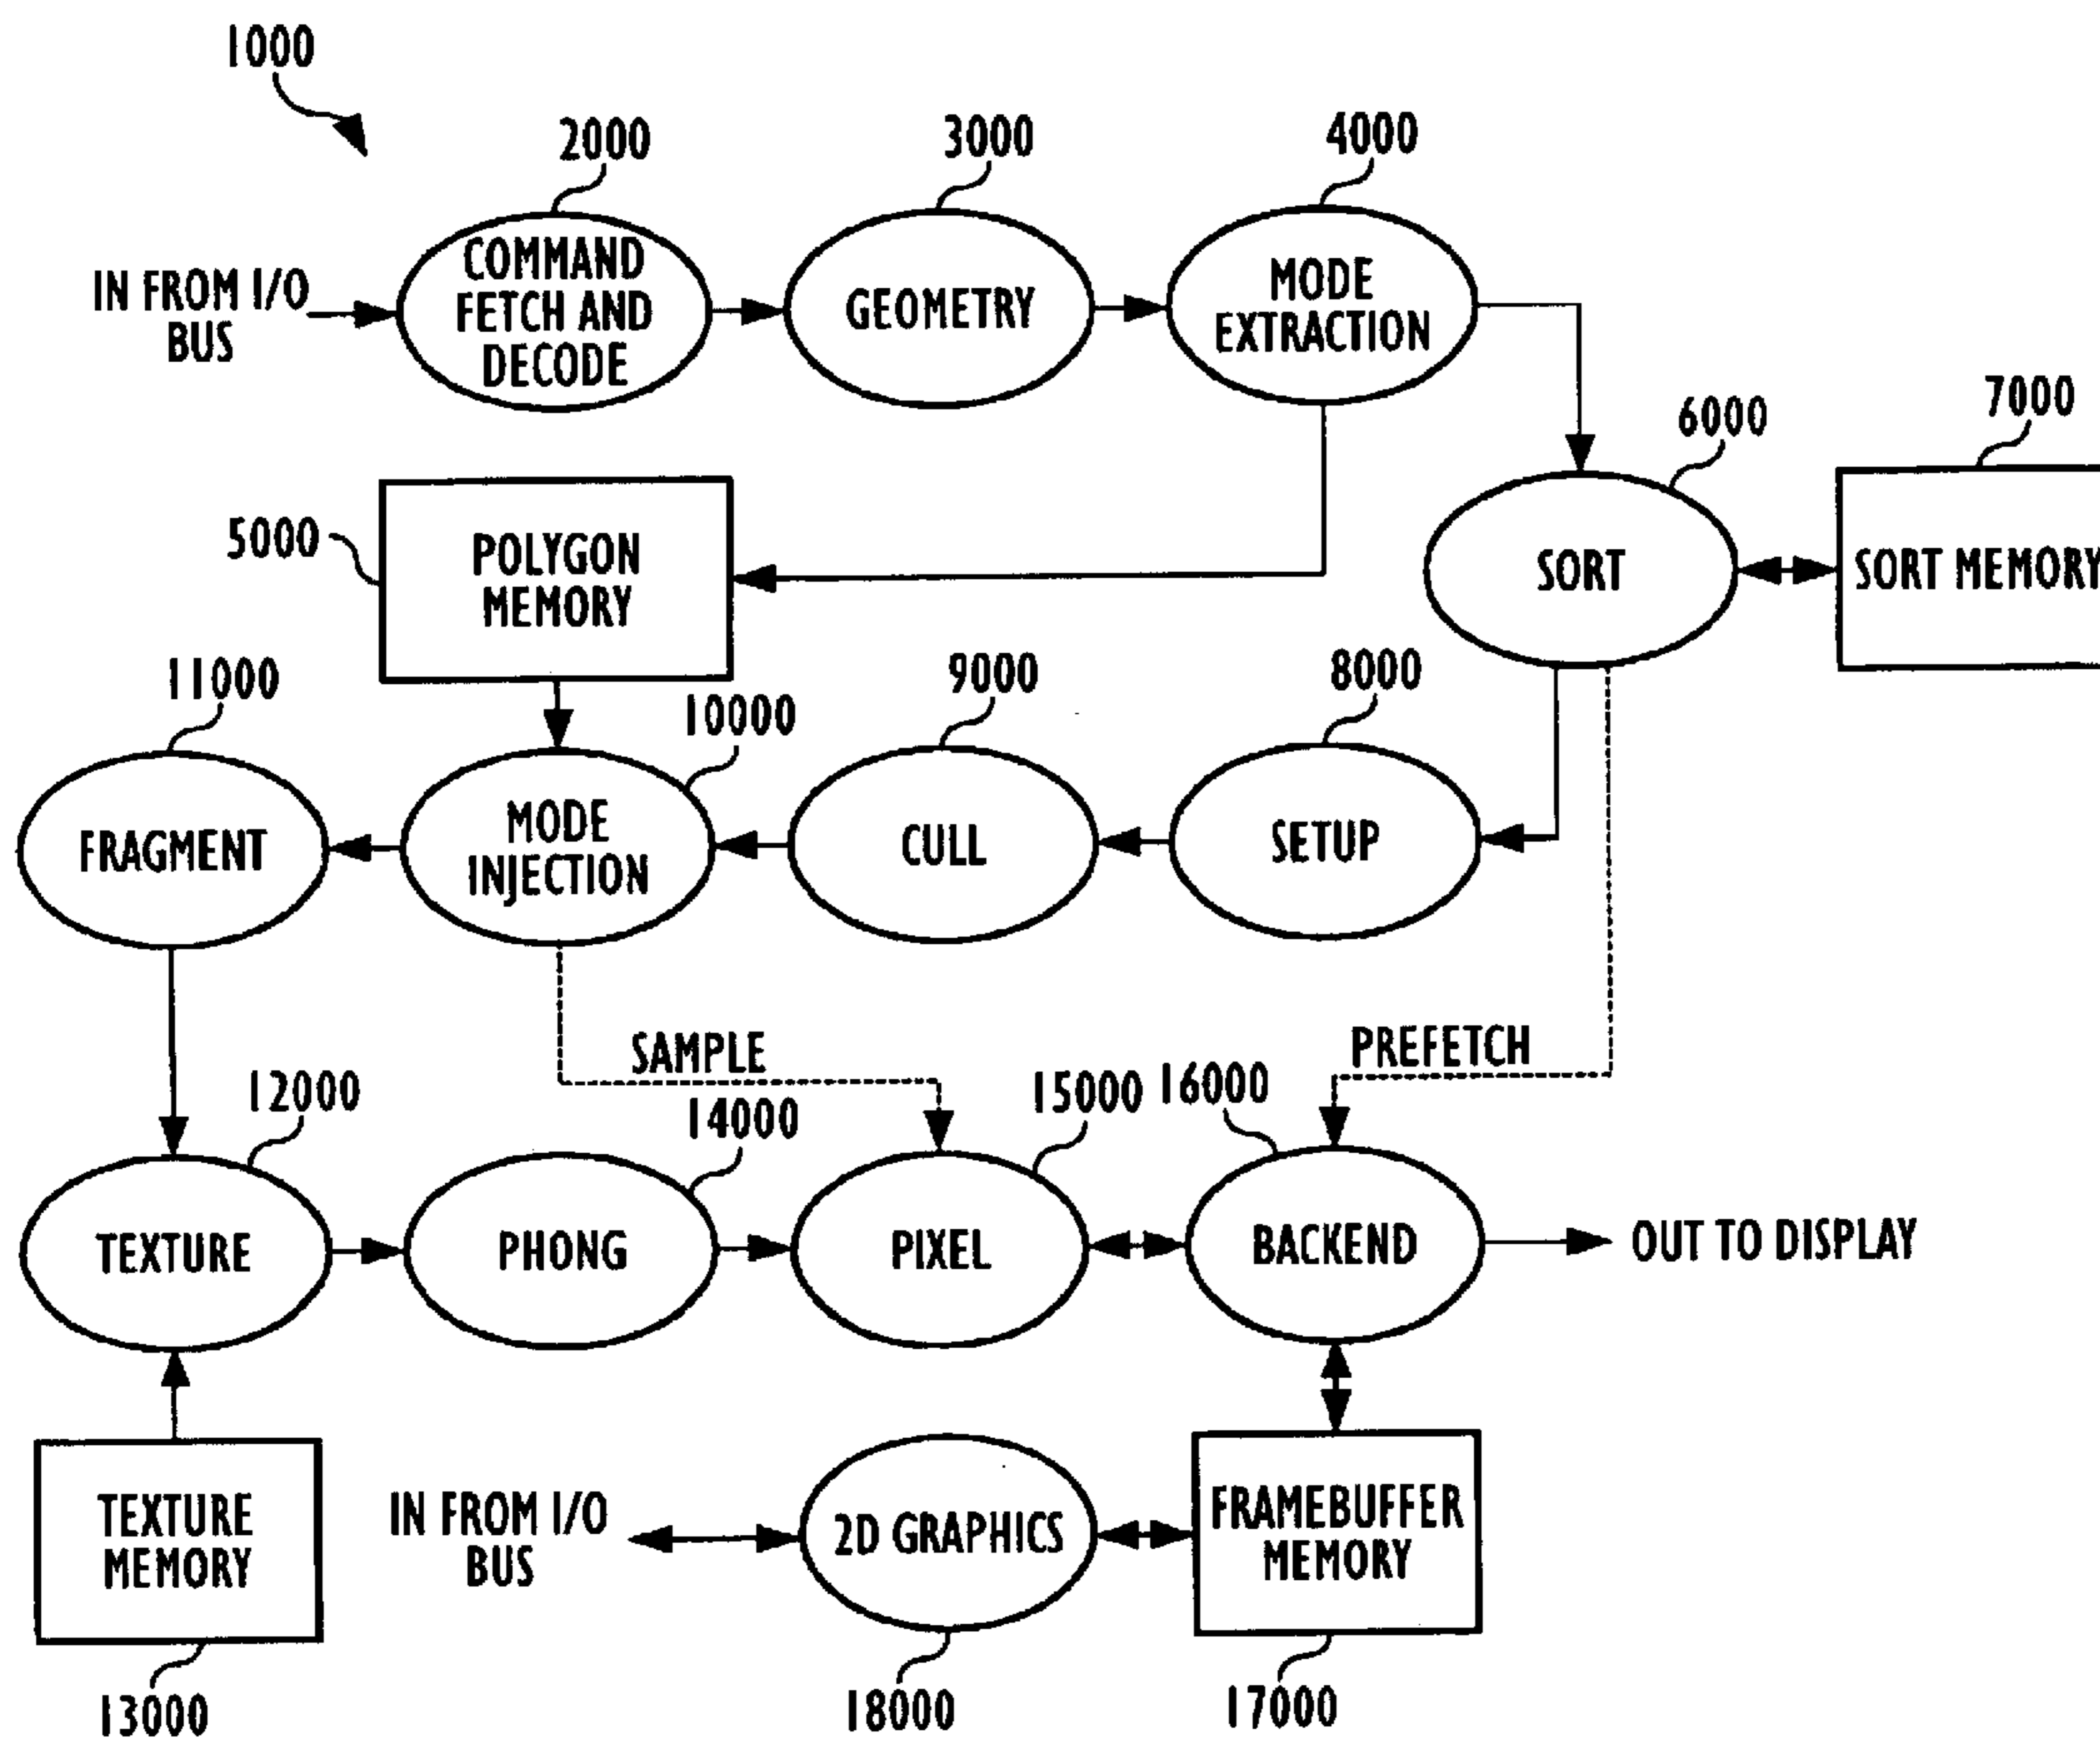 1000
2000
3000
4000
IN FROM I/O
BUS
COMMAND
FETCH AND
DECODE
GEOMETRY
MODE
EXTRACTION
7000
6000
5000
POLYGON
MEMORY
SORT
SORT MEMORY
11000
10000
9000
8000
FRAGMENT
MODE
INJECTION
CULL
SETUP
SAMPLE
PREFETCH
12000
14000
15000
16000
TEXTURE
PHONG
PIXEL
BACKEND
OUT TO DISPLAY
TEXTURE
MEMORY
IN FROM I/O
BUS
2D GRAPHICS
FRAMEBUFFER
MEMORY
13000
18000
17000